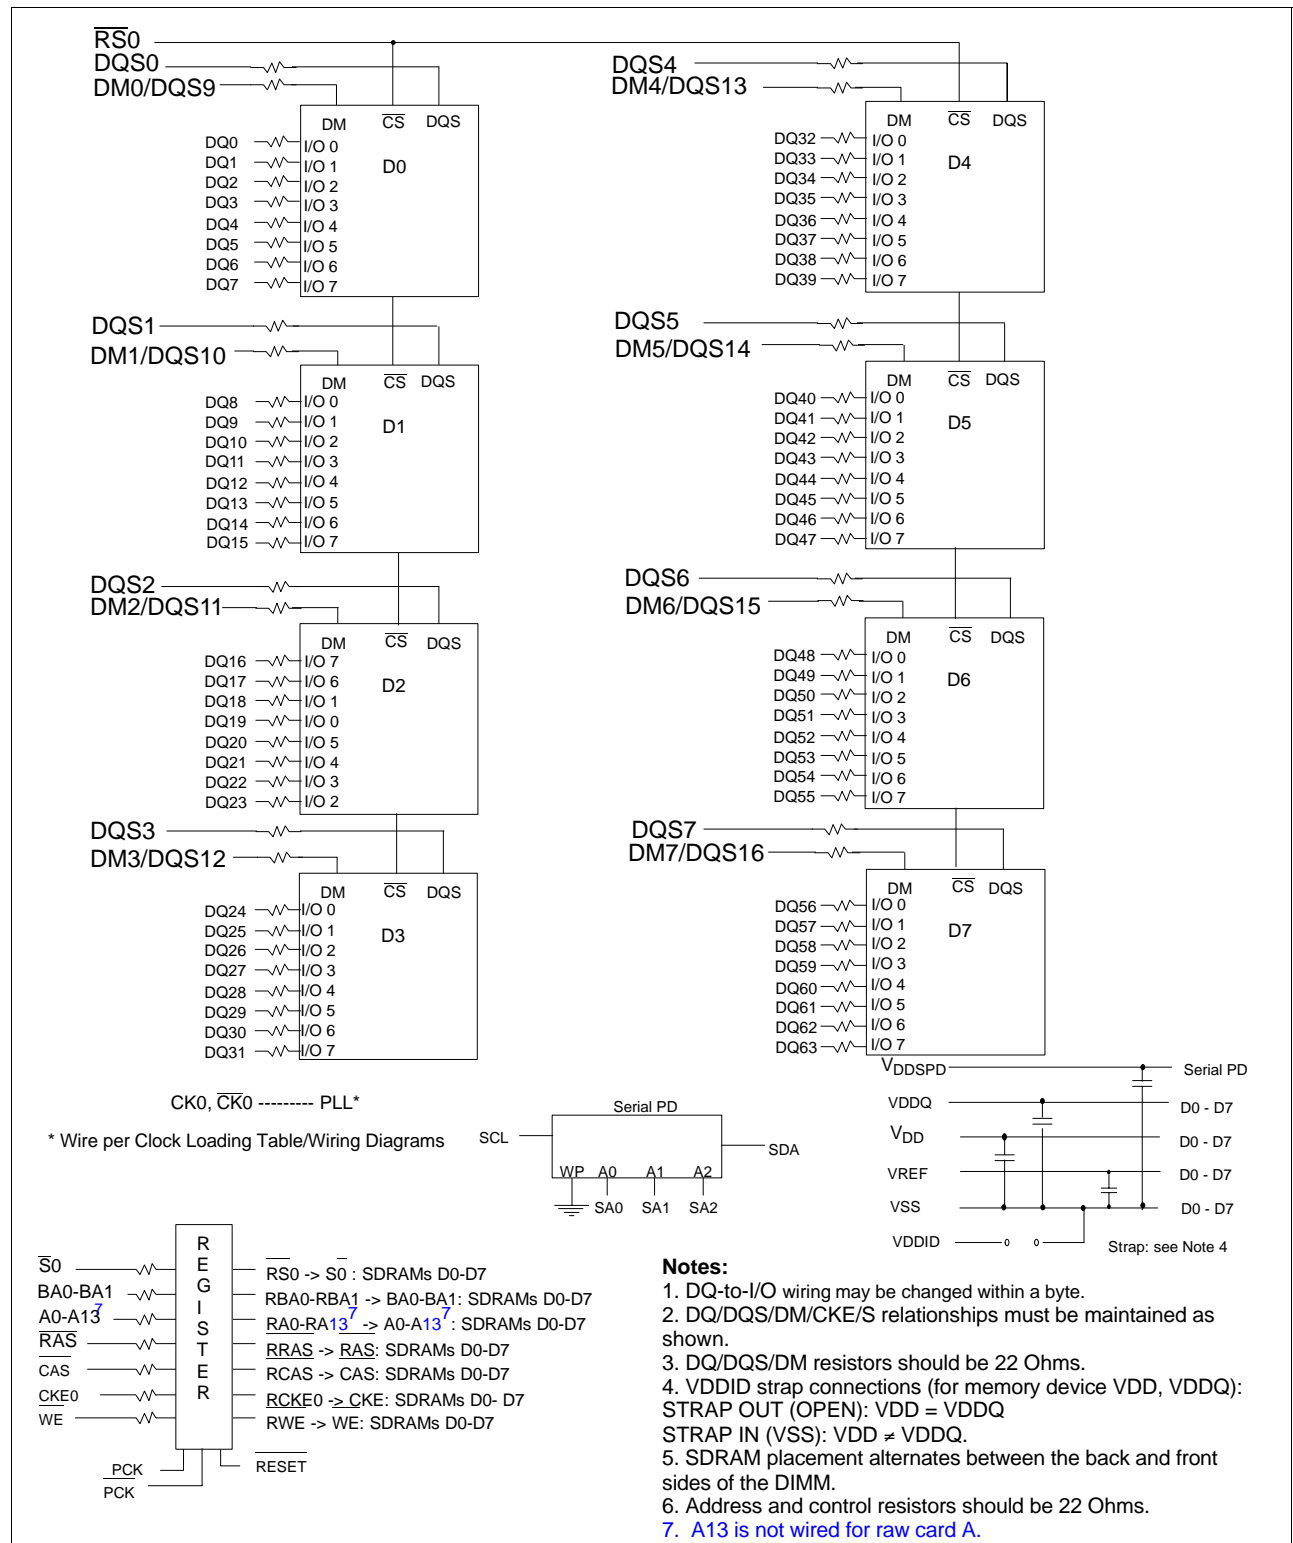 RS0
DQS0
DM0/DQS9
DM CS DQS
D0
DQ0 I/O 0
DQ1 I/O 1
DQ2 I/O 2
DQ3 I/O 3
DQ4 I/O 4
DQ5 I/O 5
DQ6 I/O 6
DQ7 I/O 7
DQS1
DM1/DQS10
DM CS DQS
D1
DQ8 I/O 0
DQ9 I/O 1
DQ10 I/O 2
DQ11 I/O 3
DQ12 I/O 4
DQ13 I/O 5
DQ14 I/O 6
DQ15 I/O 7
DQS2
DM2/DQS11
DM CS DQS
D2
DQ16 I/O 7
DQ17 I/O 6
DQ18 I/O 1
DQ19 I/O 0
DQ20 I/O 5
DQ21 I/O 4
DQ22 I/O 3
DQ23 I/O 2
DQS3
DM3/DQS12
DM CS DQS
D3
DQ24 I/O 0
DQ25 I/O 1
DQ26 I/O 2
DQ27 I/O 3
DQ28 I/O 4
DQ29 I/O 5
DQ30 I/O 6
DQ31 I/O 7
DQS4
DM4/DQS13
DM CS DQS
D4
DQ32 I/O 0
DQ33 I/O 1
DQ34 I/O 2
DQ35 I/O 3
DQ36 I/O 4
DQ37 I/O 5
DQ38 I/O 6
DQ39 I/O 7
DQS5
DM5/DQS14
DM CS DQS
D5
DQ40 I/O 0
DQ41 I/O 1
DQ42 I/O 2
DQ43 I/O 3
DQ44 I/O 4
DQ45 I/O 5
DQ46 I/O 6
DQ47 I/O 7
DQS6
DM6/DQS15
DM CS DQS
D6
DQ48 I/O 0
DQ49 I/O 1
DQ50 I/O 2
DQ51 I/O 3
DQ52 I/O 4
DQ53 I/O 5
DQ54 I/O 6
DQ55 I/O 7
DQS7
DM7/DQS16
DM CS DQS
D7
DQ56 I/O 0
DQ57 I/O 1
DQ58 I/O 2
DQ59 I/O 3
DQ60 I/O 4
DQ61 I/O 5
DQ62 I/O 6
DQ63 I/O 7
CK0, CK0 --------- PLL*
* Wire per Clock Loading Table/Wiring Diagrams
Serial PD
SCL
SDA
WP A0 A1 A2
SA0 SA1 SA2
VDDSPD Serial PD
VDDQ D0 - D7
VDD D0 - D7
VREF D0 - D7
VSS D0 - D7
VDDID Strap: see Note 4
REGISTER
S0 RS0 -> S0 : SDRAMs D0-D7
BA0-BA1 RBA0-RBA1 -> BA0-BA1: SDRAMs D0-D7
A0-A13⁷ RA0-RA13⁷ -> A0-A13⁷: SDRAMs D0-D7
RAS RRAS -> RAS: SDRAMs D0-D7
CAS RCAS -> CAS: SDRAMs D0-D7
CKE0 RCKE0 -> CKE: SDRAMs D0- D7
WE RWE -> WE: SDRAMs D0-D7
PCK RESET
PCK
Notes:
1. DQ-to-I/O wiring may be changed within a byte.
2. DQ/DQS/DM/CKE/S relationships must be maintained as
shown.
3. DQ/DQS/DM resistors should be 22 Ohms.
4. VDDID strap connections (for memory device VDD, VDDQ):
STRAP OUT (OPEN): VDD = VDDQ
STRAP IN (VSS): VDD ≠ VDDQ.
5. SDRAM placement alternates between the back and front
sides of the DIMM.
6. Address and control resistors should be 22 Ohms.
7. A13 is not wired for raw card A.